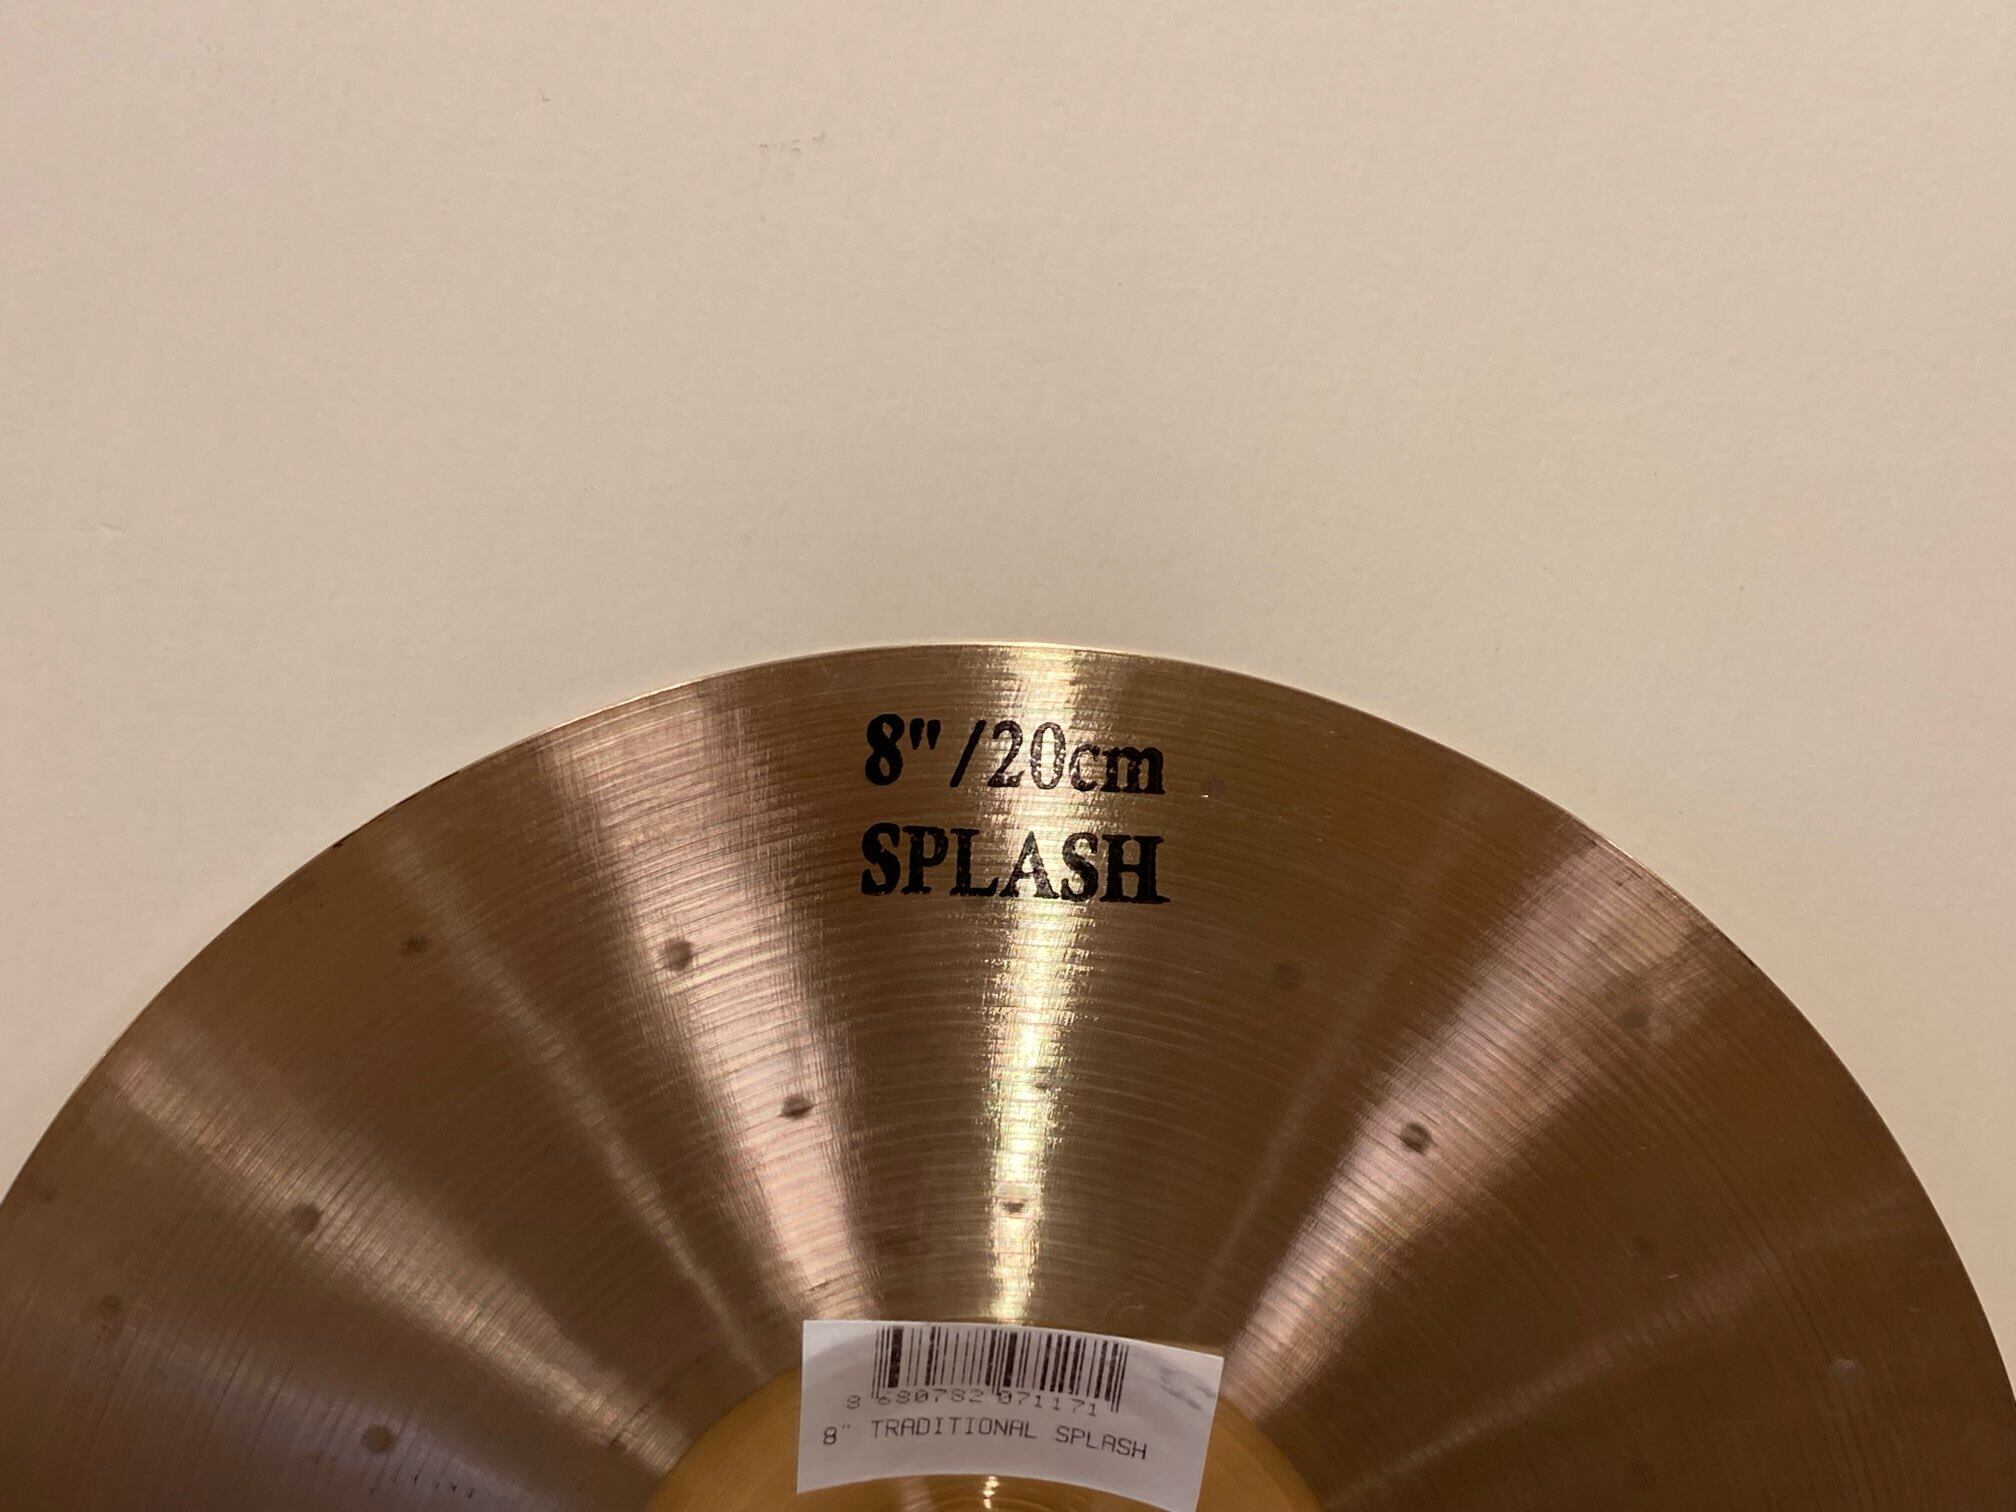 8"/20cm
SPLASH
8 680782 071171
8" TRADITIONAL SPLASH